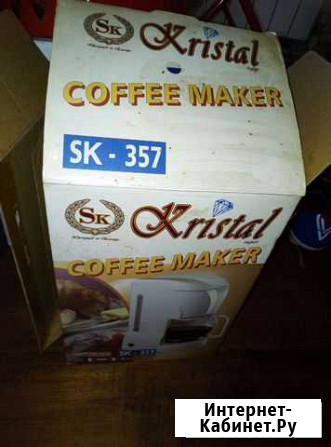 SK
Kristal
COFFEE MAKER
SK - 357
SK
Kristal
COFFEE MAKER
SK - 357
Интернет-
Кабинет.Ру